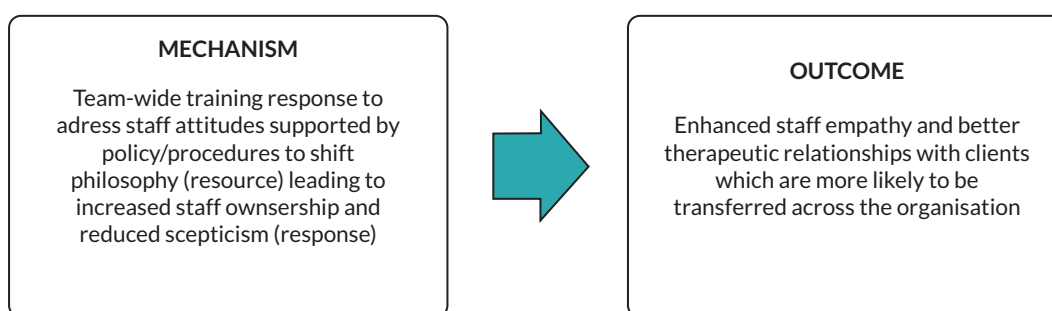 MECHANISM
Team-wide training response to
adress staff attitudes supported by
policy/procedures to shift
philosophy (resource) leading to
increased staff ownsership and
reduced scepticism (response)
OUTCOME
Enhanced staff empathy and better
therapeutic relationships with clients
which are more likely to be
transferred across the organisation